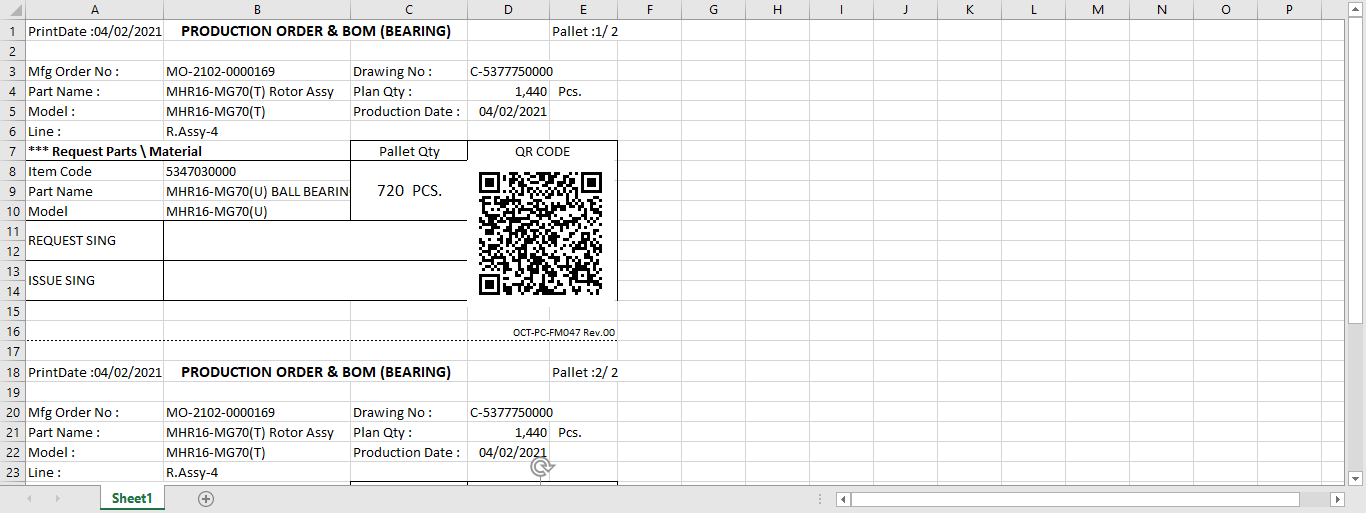 A B C D E F G H I J K L M N O P
1 PrintDate :04/02/2021 PRODUCTION ORDER & BOM (BEARING) Pallet :1/ 2
2
3 Mfg Order No : MO-2102-0000169 Drawing No : C-5377750000
4 Part Name : MHR16-MG70(T) Rotor Assy Plan Qty : 1,440 Pcs.
5 Model : MHR16-MG70(T) Production Date : 04/02/2021
6 Line : R.Assy-4
7 *** Request Parts \ Material Pallet Qty QR CODE
8 Item Code 5347030000
9 Part Name MHR16-MG70(U) BALL BEARIN 720 PCS.
10 Model MHR16-MG70(U)
11
REQUEST SING
12
13
ISSUE SING
14
15
16 OCT-PC-FM047 Rev.00
17
18 PrintDate :04/02/2021 PRODUCTION ORDER & BOM (BEARING) Pallet :2/ 2
19
20 Mfg Order No : MO-2102-0000169 Drawing No : C-5377750000
21 Part Name : MHR16-MG70(T) Rotor Assy Plan Qty : 1,440 Pcs.
22 Model : MHR16-MG70(T) Production Date : 04/02/2021
23 Line : R.Assy-4
Sheet1